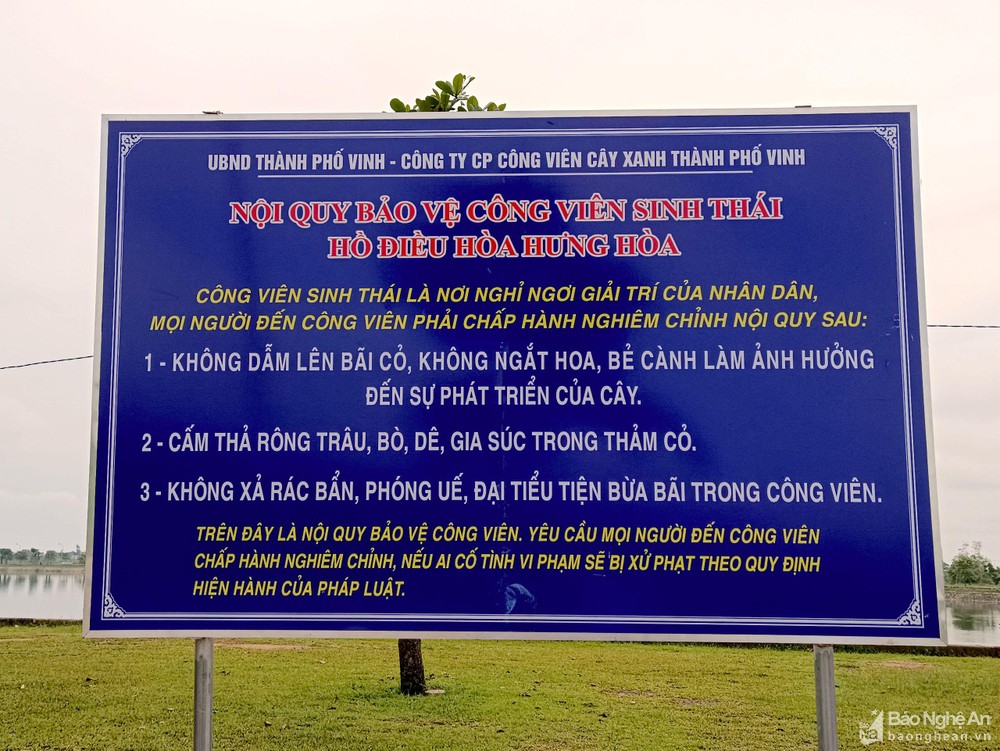 UBND THÀNH PHỐ VINH - CÔNG TY CP CÔNG VIÊN CÂY XANH THÀNH PHỐ VINH
NỘI QUY BẢO VỆ CÔNG VIÊN SINH THÁI
HỒ ĐIỀU HÒA HƯNG HÒA
CÔNG VIÊN SINH THÁI LÀ NƠI NGHỈ NGƠI GIẢI TRÍ CỦA NHÂN DÂN,
MỌI NGƯỜI ĐẾN CÔNG VIÊN PHẢI CHẤP HÀNH NGHIÊM CHỈNH NỘI QUY SAU:
1 - KHÔNG DẪM LÊN BÃI CỎ, KHÔNG NGẮT HOA, BẺ CÀNH LÀM ẢNH HƯỞNG
ĐẾN SỰ PHÁT TRIỂN CỦA CÂY.
2 - CẤM THẢ RÔNG TRÂU, BÒ, DÊ, GIA SÚC TRONG THẢM CỎ.
3 - KHÔNG XẢ RÁC BẨN, PHÓNG UẾ, ĐẠI TIỂU TIỆN BỪA BÃI TRONG CÔNG VIÊN.
TRÊN ĐÂY LÀ NỘI QUY BẢO VỆ CÔNG VIÊN. YÊU CẦU MỌI NGƯỜI ĐẾN CÔNG VIÊN
CHẤP HÀNH NGHIÊM CHỈNH, NẾU AI CỐ TÌNH VI PHẠM SẼ BỊ XỬ PHẠT THEO QUY ĐỊNH
HIỆN HÀNH CỦA PHÁP LUẬT.
Na Báo Nghệ An
baonghean.vn